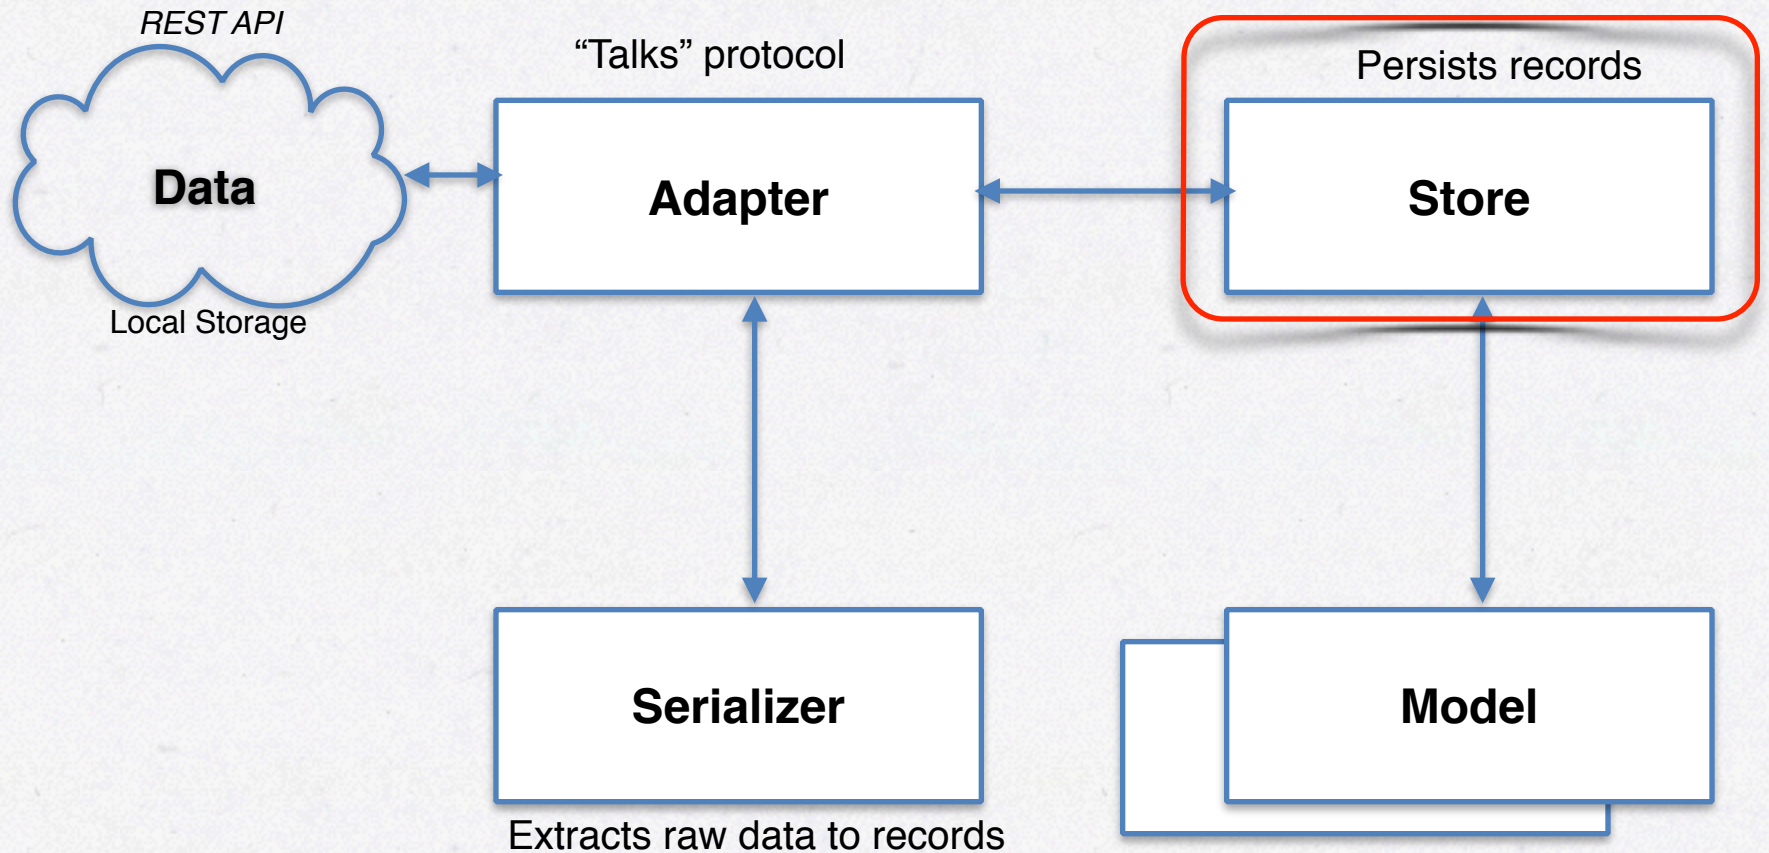 REST API
“Talks” protocol
Persists records
Data
Adapter
Store
Local Storage
Serializer
Model
Extracts raw data to records